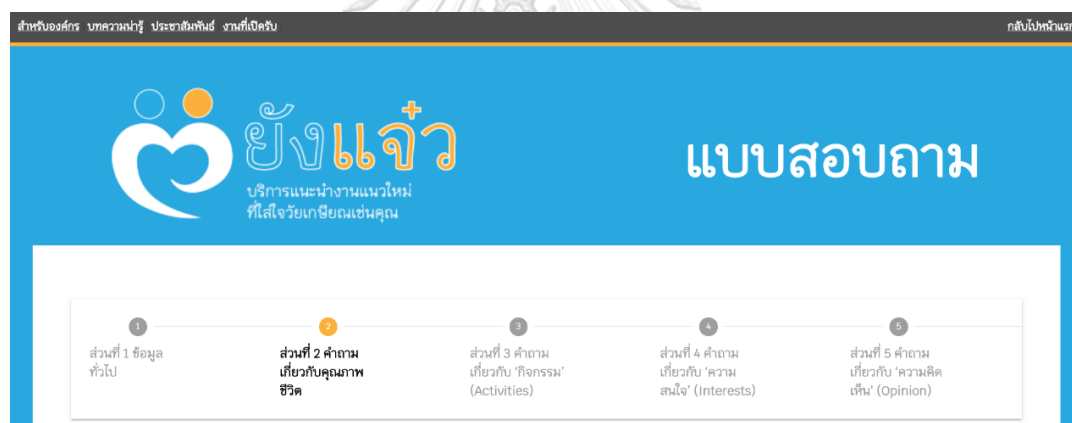 สำหรับองค์กร บทความน่ารู้ ประชาสัมพันธ์ งานที่เปิดรับ กลับไปหน้าแรก
ยังแจ๋ว
บริการแนะนำงานแนวใหม่
ที่ใส่ใจวัยเกษียณเช่นคุณ
แบบสอบถาม
1
ส่วนที่ 1 ข้อมูล
ทั่วไป
2
ส่วนที่ 2 คำถาม
เกี่ยวกับคุณภาพ
ชีวิต
3
ส่วนที่ 3 คำถาม
เกี่ยวกับ 'กิจกรรม'
(Activities)
4
ส่วนที่ 4 คำถาม
เกี่ยวกับ 'ความ
สนใจ' (Interests)
5
ส่วนที่ 5 คำถาม
เกี่ยวกับ 'ความคิด
เห็น' (Opinion)